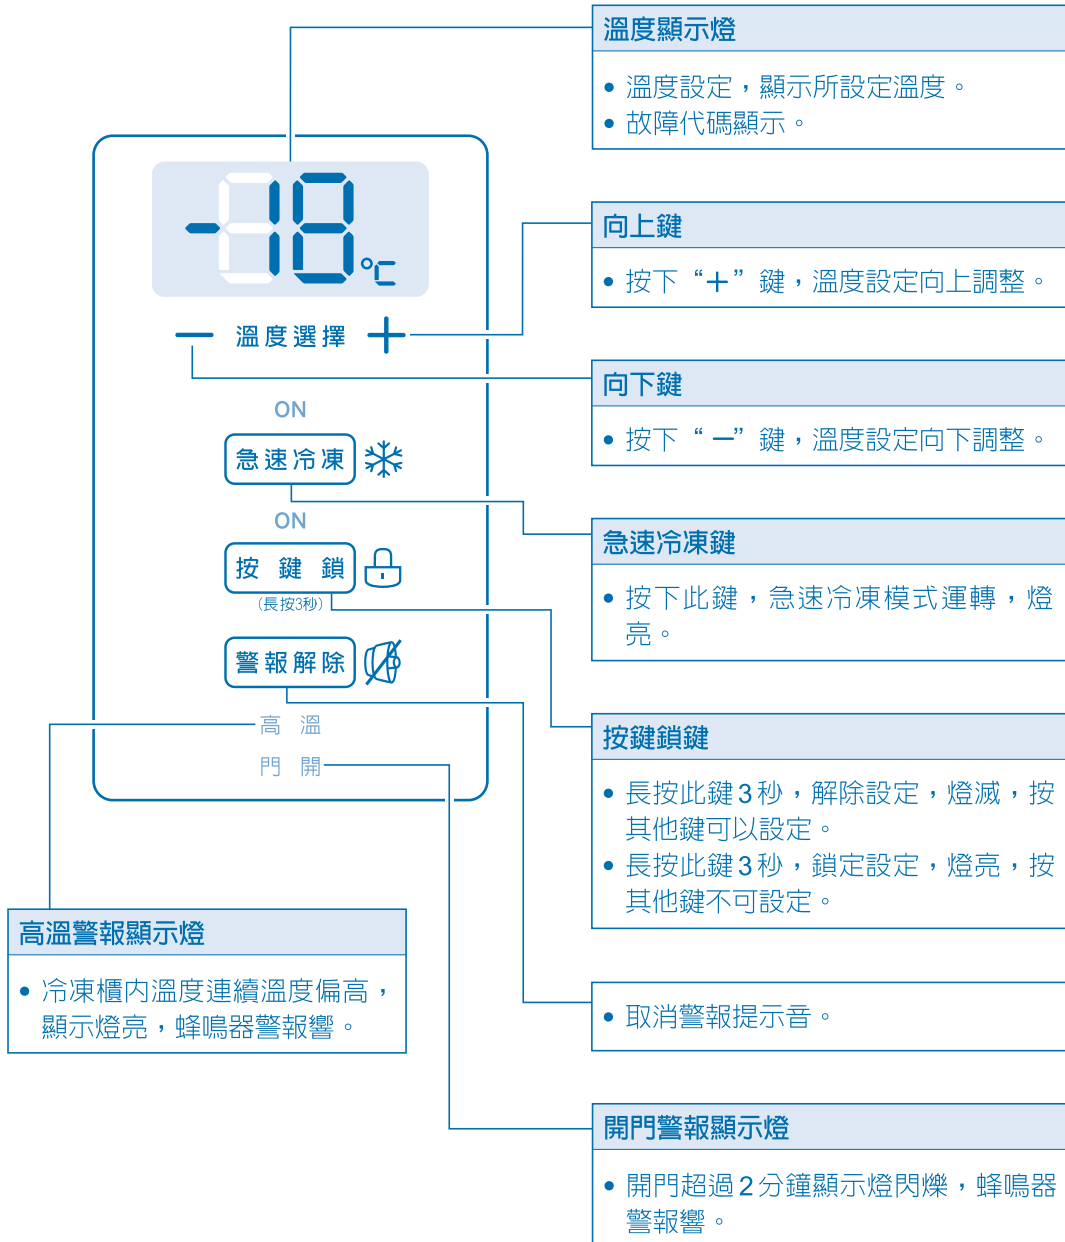 溫度顯示燈
• 溫度設定，顯示所設定溫度。
• 故障代碼顯示。
-18℃
向上鍵
• 按下“＋”鍵，溫度設定向上調整。
— 溫度選擇 ＋
向下鍵
• 按下“－”鍵，溫度設定向下調整。
ON
急速冷凍
ON
急速冷凍鍵
• 按下此鍵，急速冷凍模式運轉，燈
亮。
按鍵鎖
（長按3秒）
警報解除
高溫
門開
按鍵鎖鍵
• 長按此鍵3秒，解除設定，燈滅，按
其他鍵可以設定。
• 長按此鍵3秒，鎖定設定，燈亮，按
其他鍵不可設定。
高溫警報顯示燈
• 冷凍櫃內溫度連續溫度偏高，
顯示燈亮，蜂鳴器警報響。
• 取消警報提示音。
開門警報顯示燈
• 開門超過2分鐘顯示燈閃爍，蜂鳴器
警報響。